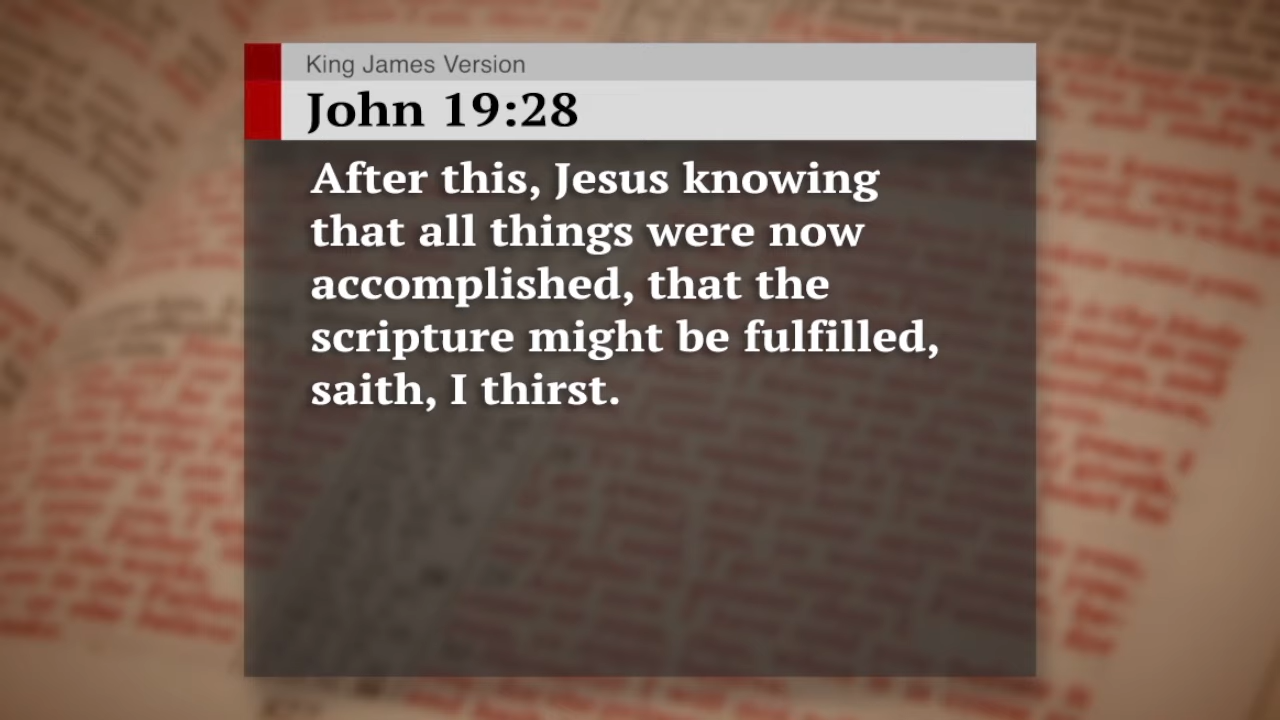 King James Version
John 19:28
After this, Jesus knowing
that all things were now
accomplished, that the
scripture might be fulfilled,
saith, I thirst.